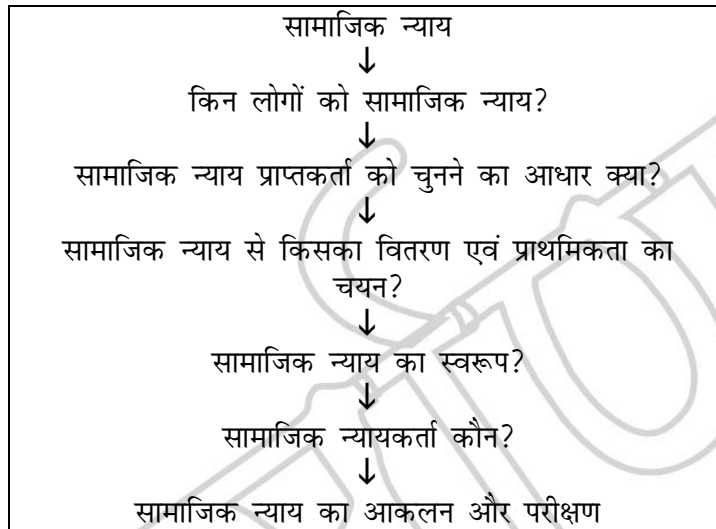 सामाजिक न्याय
↓
किन लोगों को सामाजिक न्याय?
↓
सामाजिक न्याय प्राप्तकर्ता को चुनने का आधार क्या?
↓
सामाजिक न्याय से किसका वितरण एवं प्राथमिकता का
चयन?
↓
सामाजिक न्याय का स्वरूप?
↓
सामाजिक न्यायकर्ता कौन?
↓
सामाजिक न्याय का आकलन और परीक्षण